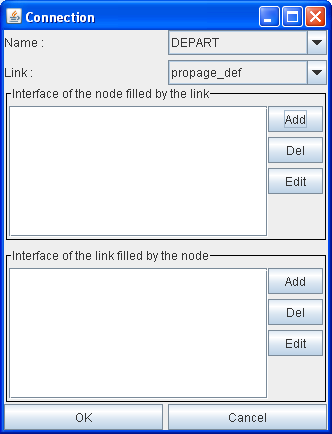 Connection
Name : DEPART
Link : propage_def
Interface of the node filled by the link
Add
Del
Edit
Interface of the link filled by the node
Add
Del
Edit
OK Cancel